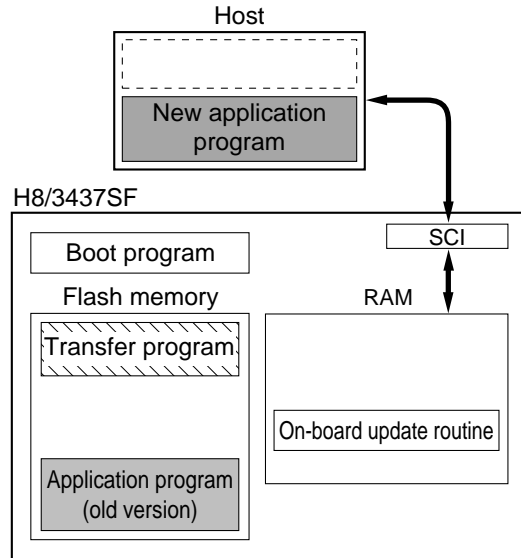 Host
New application
program
H8/3437SF
SCI
Boot program
Flash memory
RAM
Transfer program
On-board update routine
Application program
(old version)